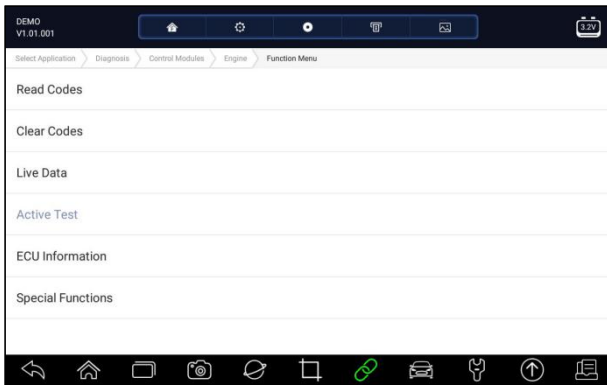 DEMO
V1.01.001
3.2V
Select Application Diagnosis Control Modules Engine Function Menu
Read Codes
Clear Codes
Live Data
Active Test
ECU Information
Special Functions